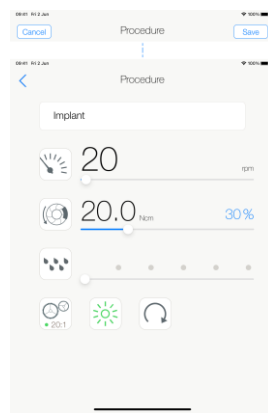 09:41 Fri 2 Jan 100%
Cancel Procedure Save
09:41 Fri 2 Jan 100%
Procedure
Implant
20 rpm
20.0 Ncm 30 %
20:1